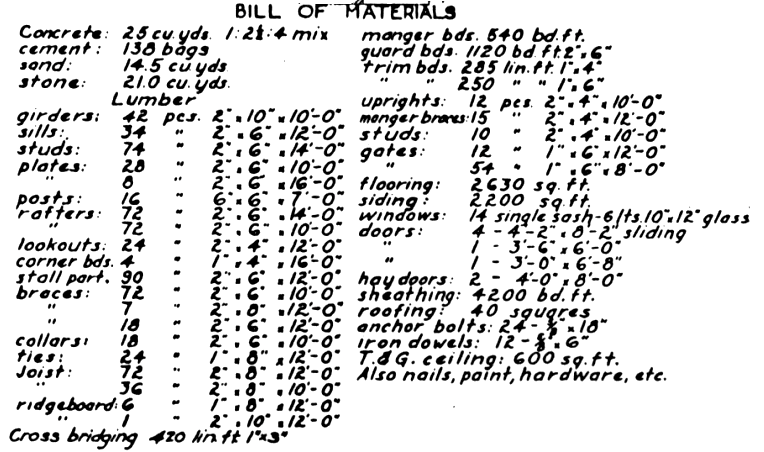 BILL OF MATERIALS
Concrete: 25 cu.yds. 1:2½:4 mix
cement: 138 bags
sand: 14.5 cu.yds.
stone: 21.0 cu.yds.
Lumber
girders: 42 pcs. 2"x10"x10'-0"
sills: 34 " 2"x6"x12'-0"
studs: 74 " 2"x6"x14'-0"
plates: 28 " 2"x6"x10'-0"
" 8 " 2"x6"x16'-0"
posts: 16 " 6"x6"x7'-0"
rafters: 72 " 2"x6"x14'-0"
" 72 " 2"x6"x10'-0"
lookouts: 24 " 2"x4"x12'-0"
corner bds. 4 " 1"x4"x16'-0"
stall part. 90 " 2"x6"x12'-0"
braces: 72 " 2"x6"x10'-0"
" 7 " 2"x8"x12'-0"
" 18 " 2"x6"x12'-0"
collars: 18 " 2"x6"x10'-0"
ties: 24 " 1"x8"x12'-0"
Joist: 72 " 2"x8"x12'-0"
" 36 " 2"x8"x10'-0"
ridgeboard: 6 " 1"x8"x12'-0"
" 1 " 2"x10"x12'-0"
Cross bridging 420 lin.ft 1"x3"
manger bds. 540 bd.ft.
guard bds. 1120 bd.ft. 2"x6"
trim bds. 285 lin.ft. 1"x4"
" " 250 " " 1"x6"
uprights: 12 pcs. 2"x4"x10'-0"
manger braces: 15 " 2"x4"x12'-0"
studs: 10 " 2"x4"x10'-0"
gates: 12 " 1"x6"x12'-0"
" 54 " 1"x6"x8'-0"
flooring: 2630 sq.ft.
siding: 2200 sq.ft.
windows: 14 single sash-6 lts. 10"x12" glass
doors: 4 - 4'-2"x8'-2" sliding
" 1 - 3'-6"x6'-0"
" 1 - 3'-0"x6'-8"
hay doors: 2 - 4'-0"x8'-0"
sheathing: 4200 bd.ft.
roofing: 40 squares
anchor bolts: 24- x18"
iron dowels: 12- x6"
T.&G. ceiling: 600 sq.ft.
Also nails, paint, hardware, etc.